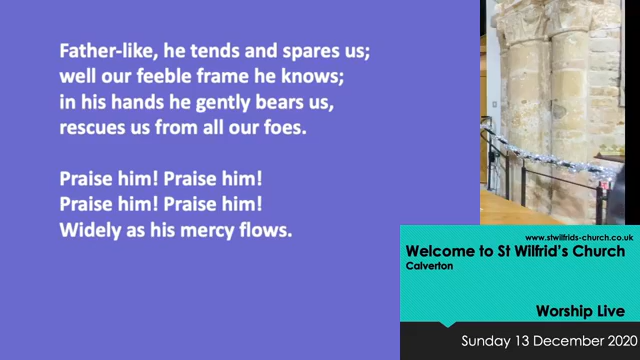 Father-like, he tends and spares us;
well our feeble frame he knows;
in his hands he gently bears us,
rescues us from all our foes.
Praise him! Praise him!
Praise him! Praise him!
Widely as his mercy flows.
www.stwilfrids-church.co.uk
Welcome to St Wilfrid's Church
Calverton
Worship Live
Sunday 13 December 2020